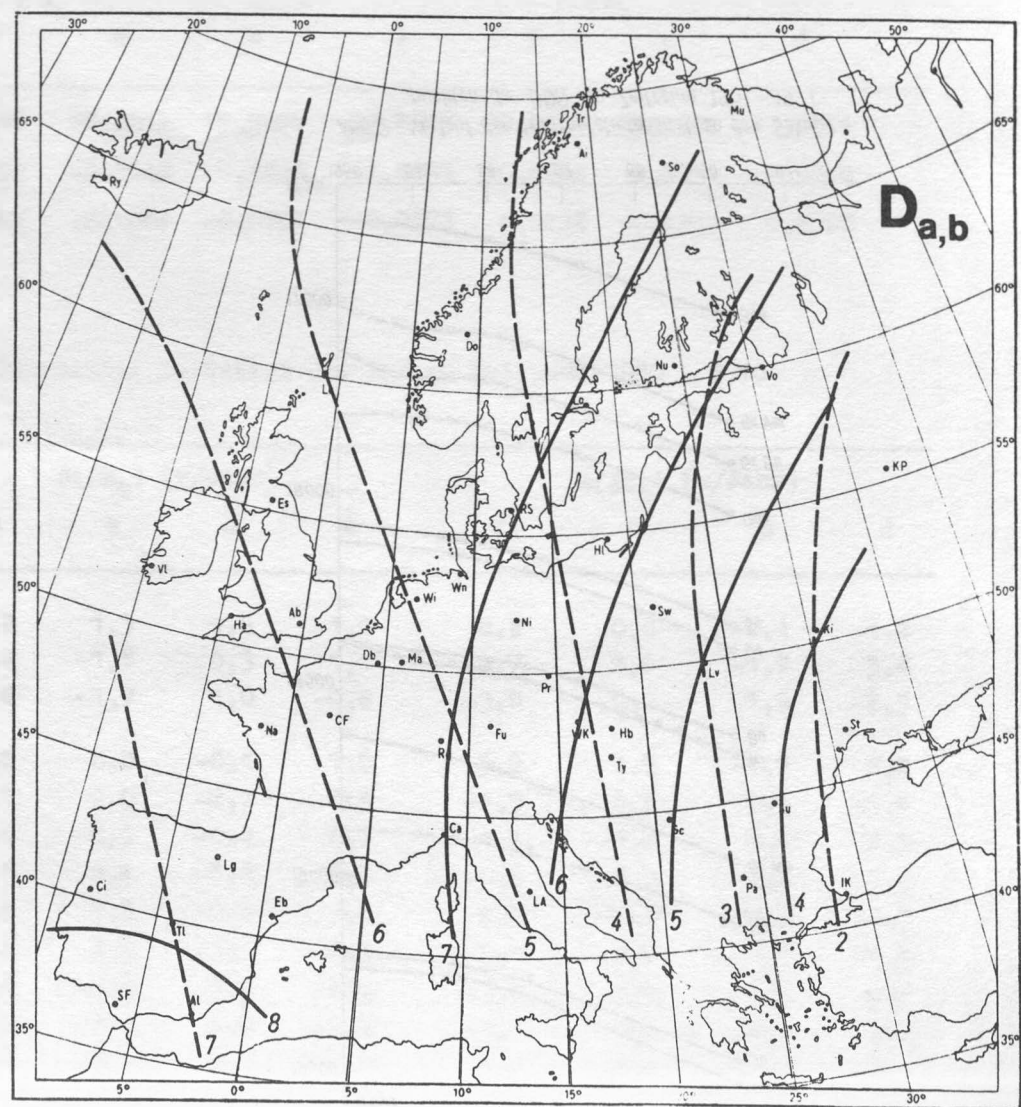 30° 20° 10° 0° 10° 20° 30° 40° 50°
65° 65°
Tr
Mu
A.
So
Ry
D a,b
60° 60°
Do
Nu
Vo
L.
55° 55°
KP
Es
RS
Hl
Vl
50° 50°
Wn
Wi
Sw
Ha
Ab
Ni
Ki
Db Ma
Lv
Pr
45° 45°
CF
Na
Fu
WK
Hb
St
R.
Ty
Ca
Sc
Lg
Pa
40° 40°
Ci
LA
IK
6
4
Eb
Tl
6 7 5 4 5 3 2
SF
Al
8
35° 35°
7
5° 0° 5° 10° 15° 20° 25° 30°